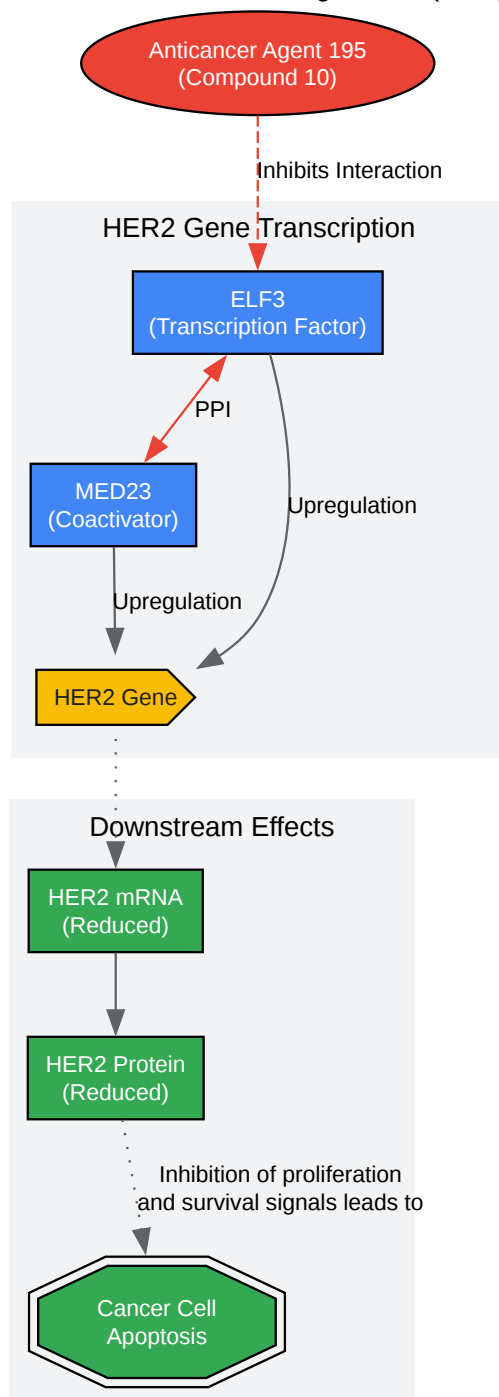 Anticancer Agent 195
(Compound 10)
Inhibits Interaction
HER2 Gene Transcription
ELF3
(Transcription Factor)
PPI
MED23
(Coactivator)
Upregulation
Upregulation
HER2 Gene
Downstream Effects
HER2 mRNA
(Reduced)
HER2 Protein
(Reduced)
Inhibition of proliferation
and survival signals leads to
Cancer Cell
Apoptosis